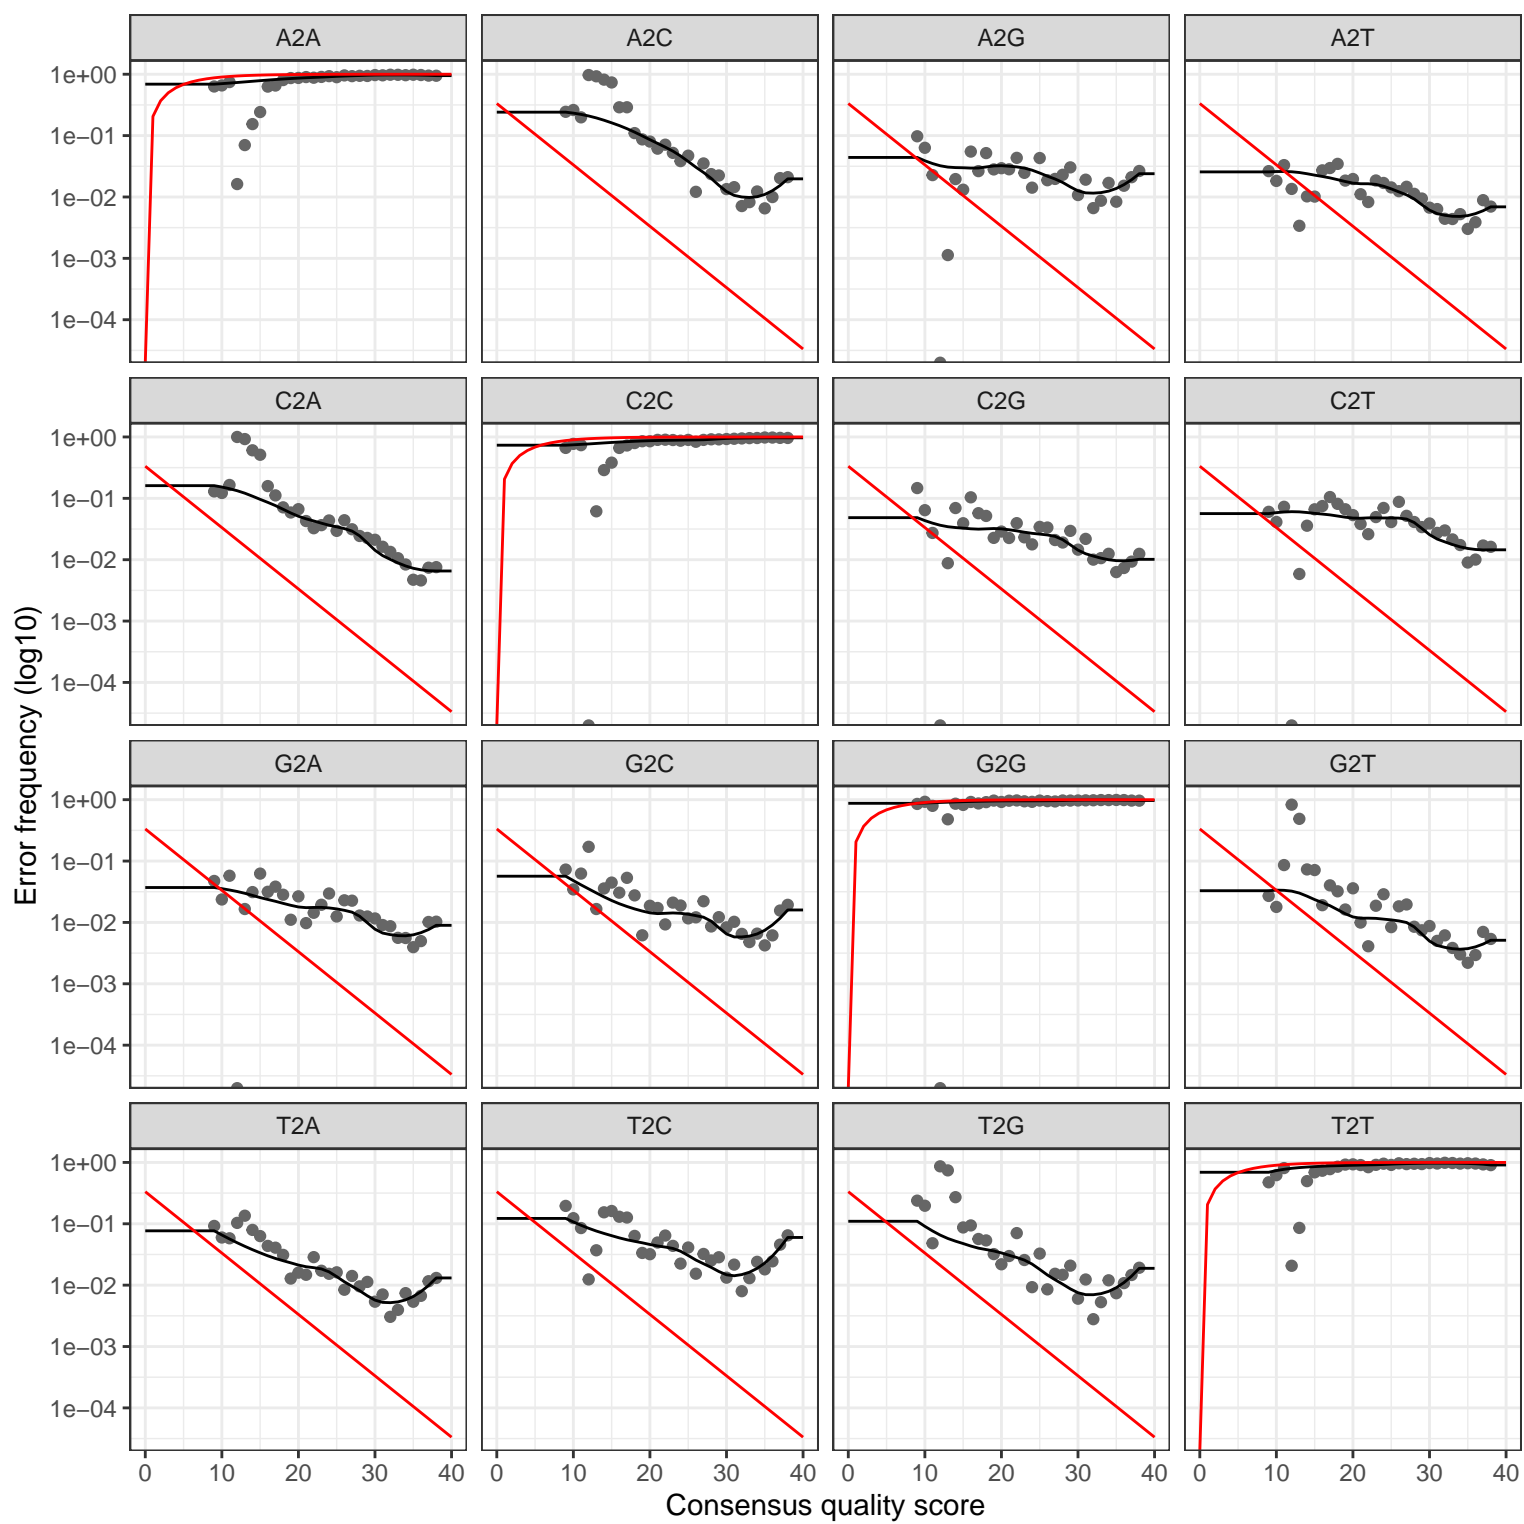 A2A A2C A2G A2T
1e+00
1e-01
1e-02
1e-03
1e-04
C2A C2C C2G C2T
1e+00
1e-01
1e-02
1e-03
1e-04
Error frequency (log10)
G2A G2C G2G G2T
1e+00
1e-01
1e-02
1e-03
1e-04
T2A T2C T2G T2T
1e+00
1e-01
1e-02
1e-03
1e-04
0 10 20 30 40 0 10 20 30 40 0 10 20 30 40 0 10 20 30 40
Consensus quality score